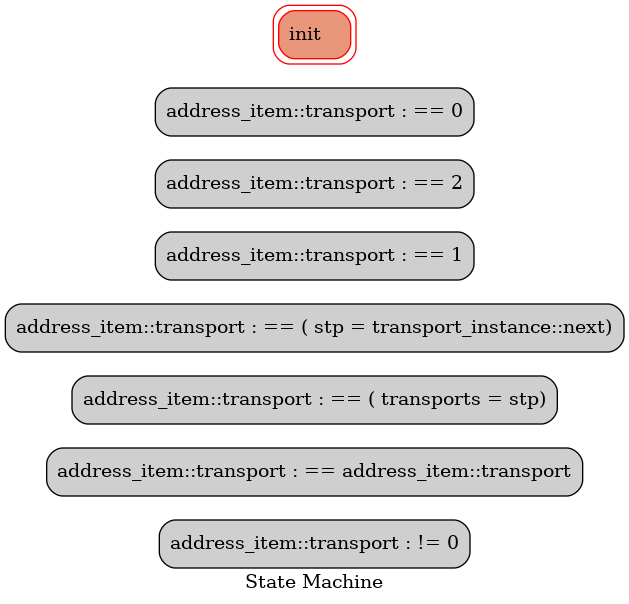 init
address_item::transport : == 0
address_item::transport : == 2
address_item::transport : == 1
address_item::transport : == ( stp = transport_instance::next)
address_item::transport : == ( transports = stp)
address_item::transport : == address_item::transport
address_item::transport : != 0
State Machine